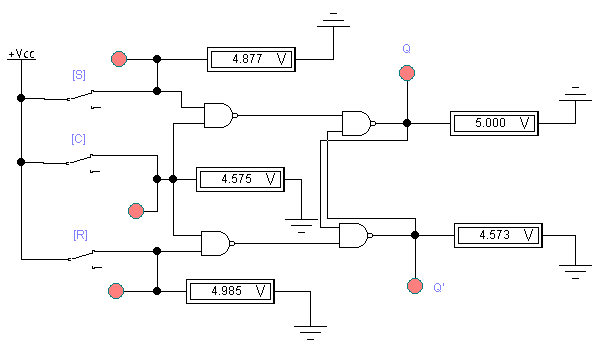 Q
+Vcc
4.877 V
[S]
5.000 V
[C]
4.575 V
[R]
4.573 V
4.985 V
Q'